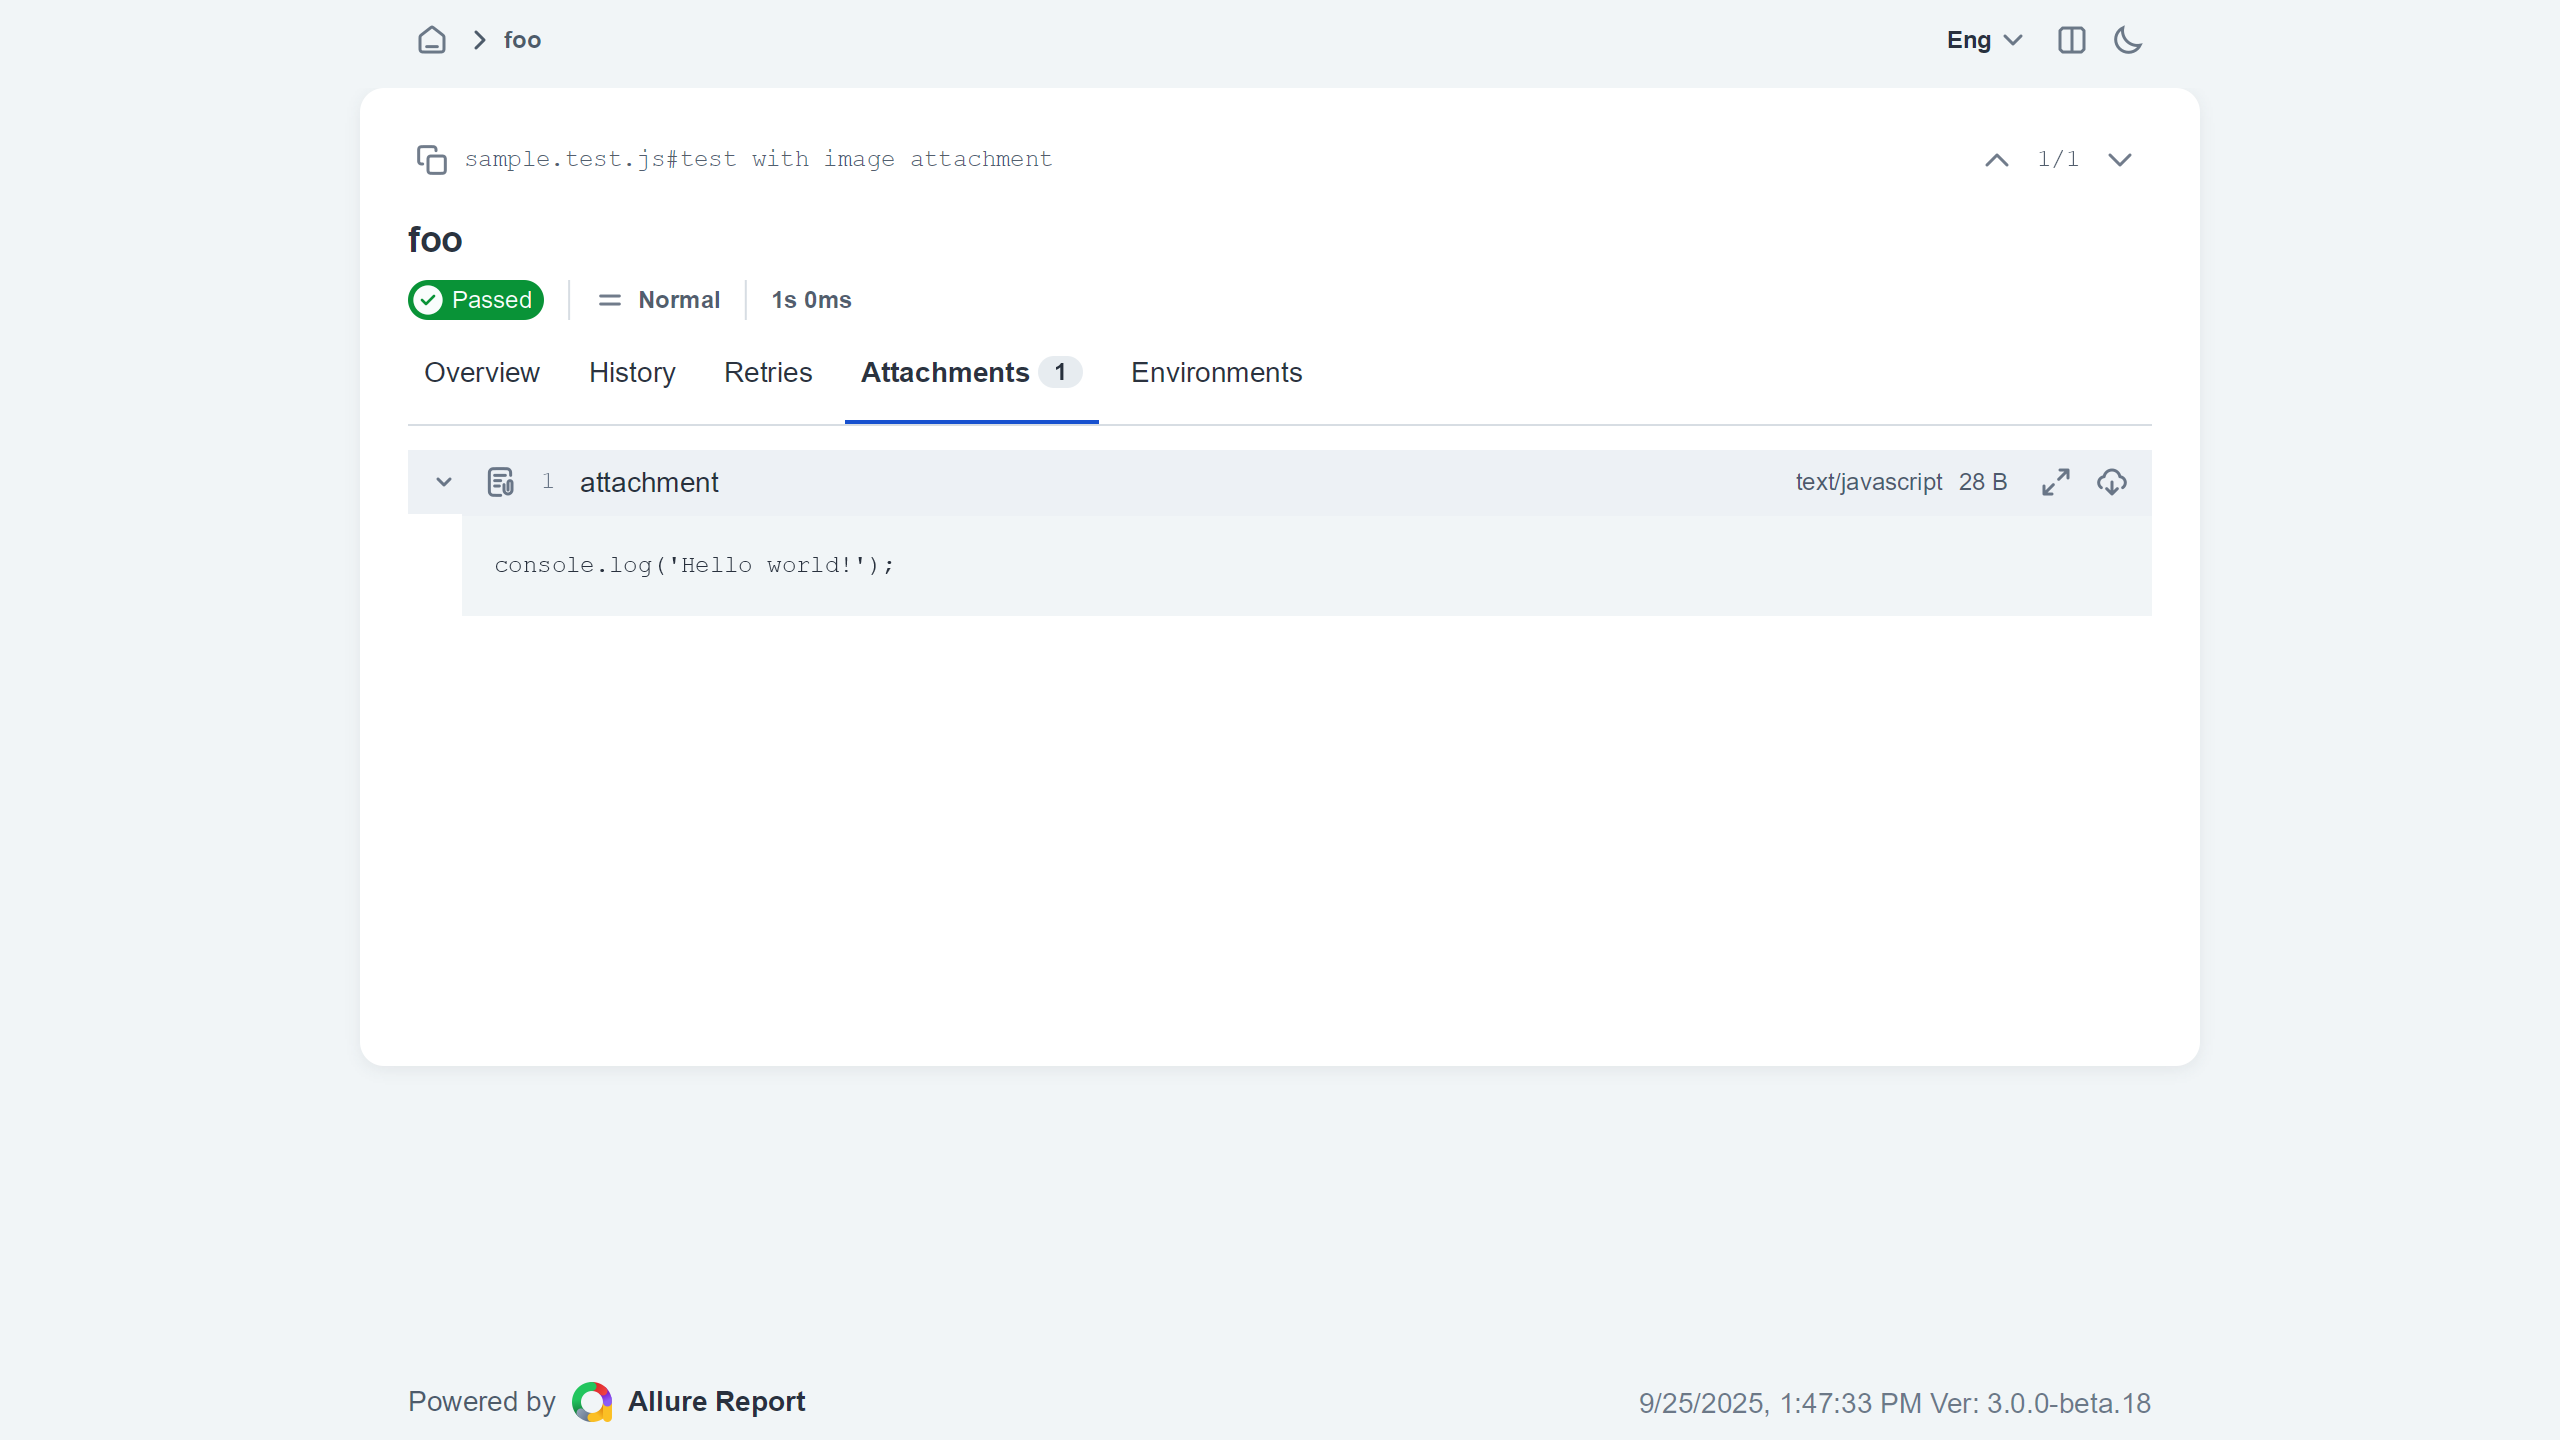 foo
Eng
sample.test.js#test with image attachment
1/1
foo
Passed
Normal
1s 0ms
Overview
History
Retries
Attachments 1
Environments
1 attachment
text/javascript 28 B
console.log('Hello world!');
Powered by Allure Report
9/25/2025, 1:47:33 PM Ver: 3.0.0-beta.18